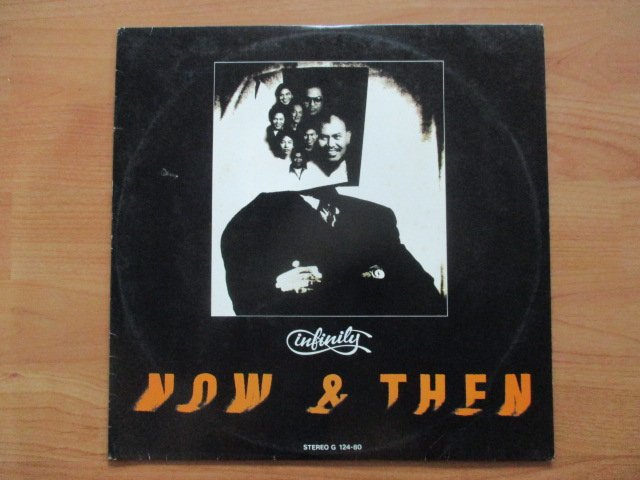 infinity
NOW & THEN
STEREO G 124-80